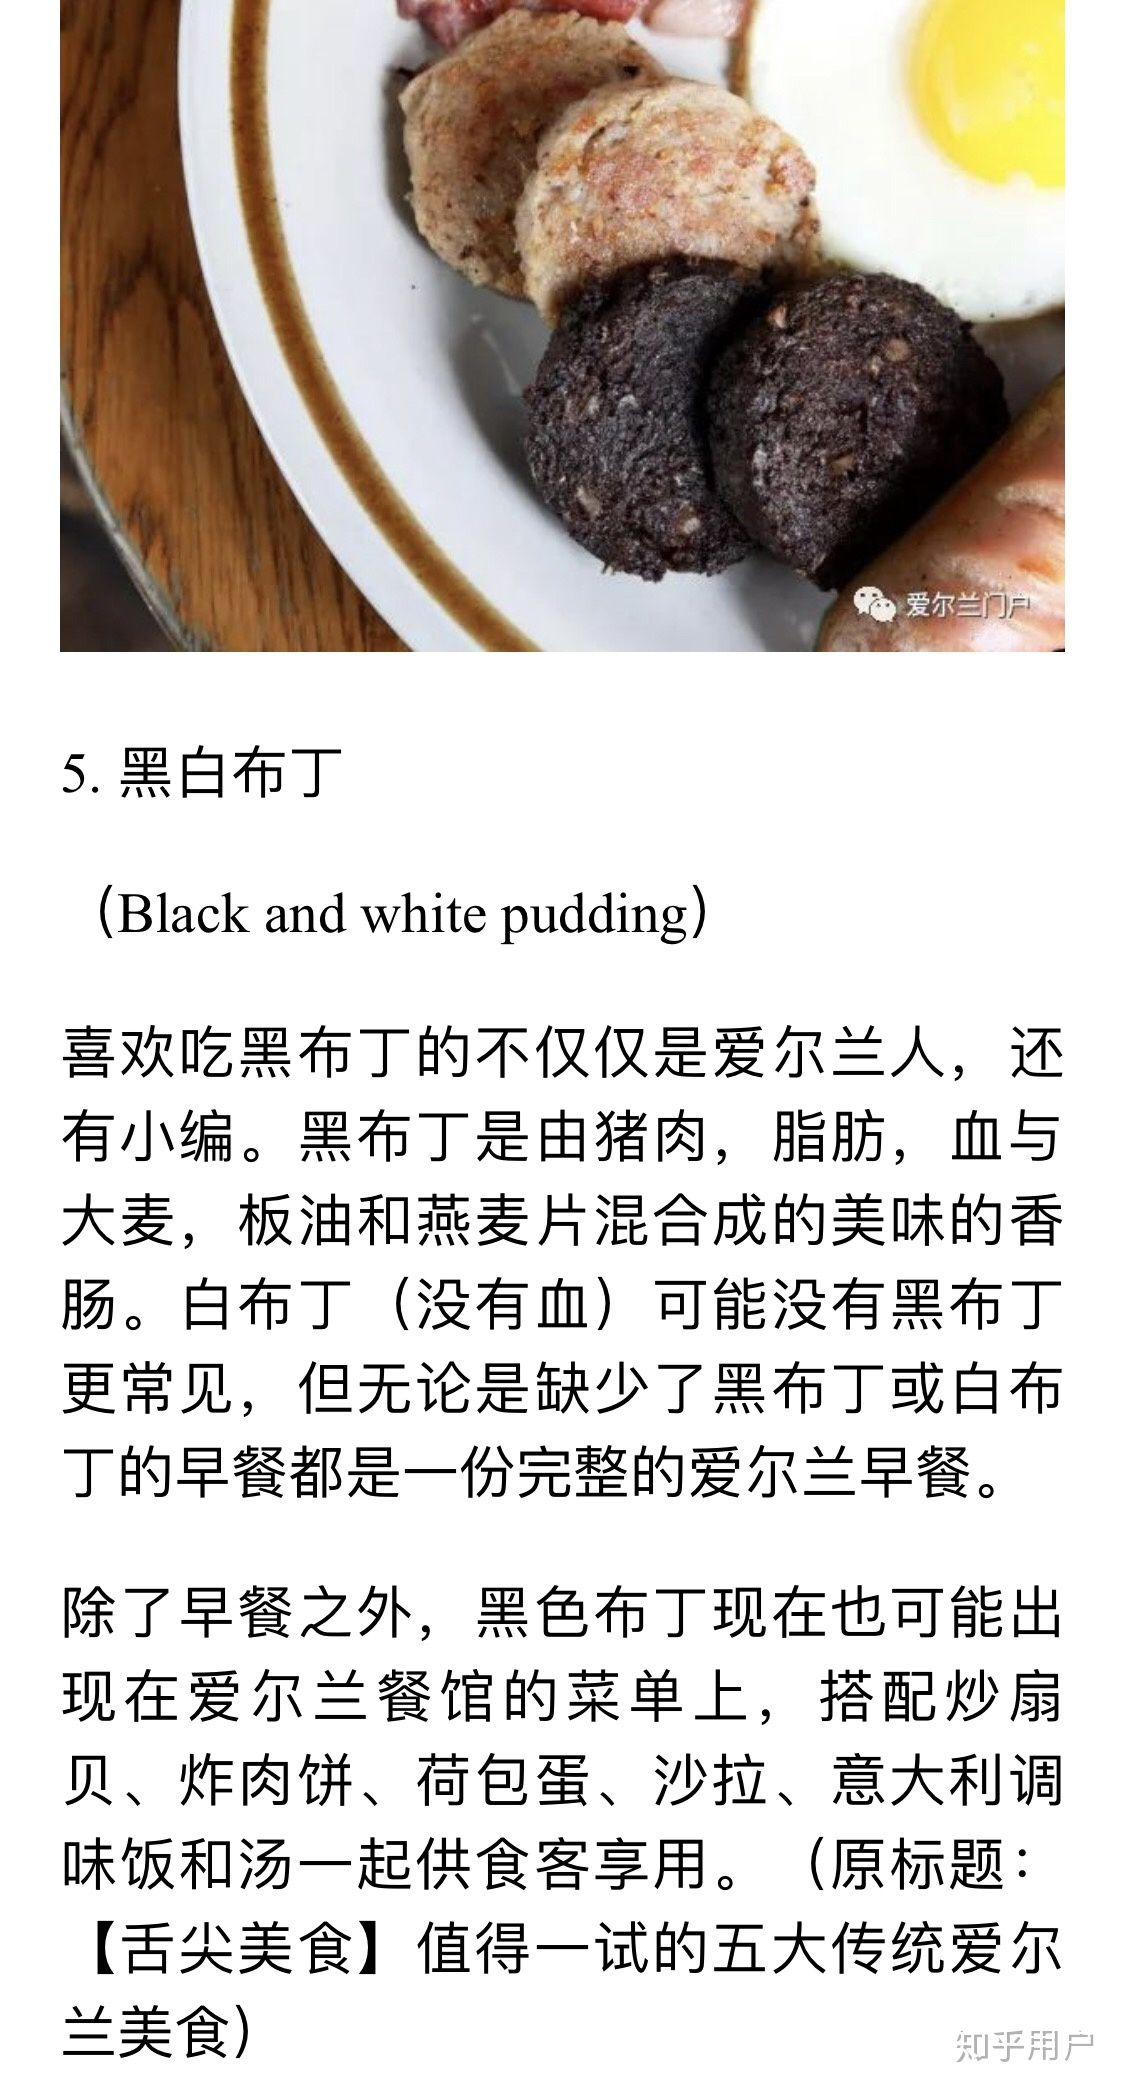 爱尔兰门户
5. 黑白布丁
（Black and white pudding）
喜欢吃黑布丁的不仅仅是爱尔兰人，还
有小编。黑布丁是由猪肉，脂肪，血与
大麦，板油和燕麦片混合成的美味的香
肠。白布丁（没有血）可能没有黑布丁
更常见，但无论是缺少了黑布丁或白布
丁的早餐都是一份完整的爱尔兰早餐。
除了早餐之外，黑色布丁现在也可能出
现在爱尔兰餐馆的菜单上，搭配炒扇
贝、炸肉饼、荷包蛋、沙拉、意大利调
味饭和汤一起供食客享用。（原标题：
【舌尖美食】值得一试的五大传统爱尔
兰美食）
知乎用户